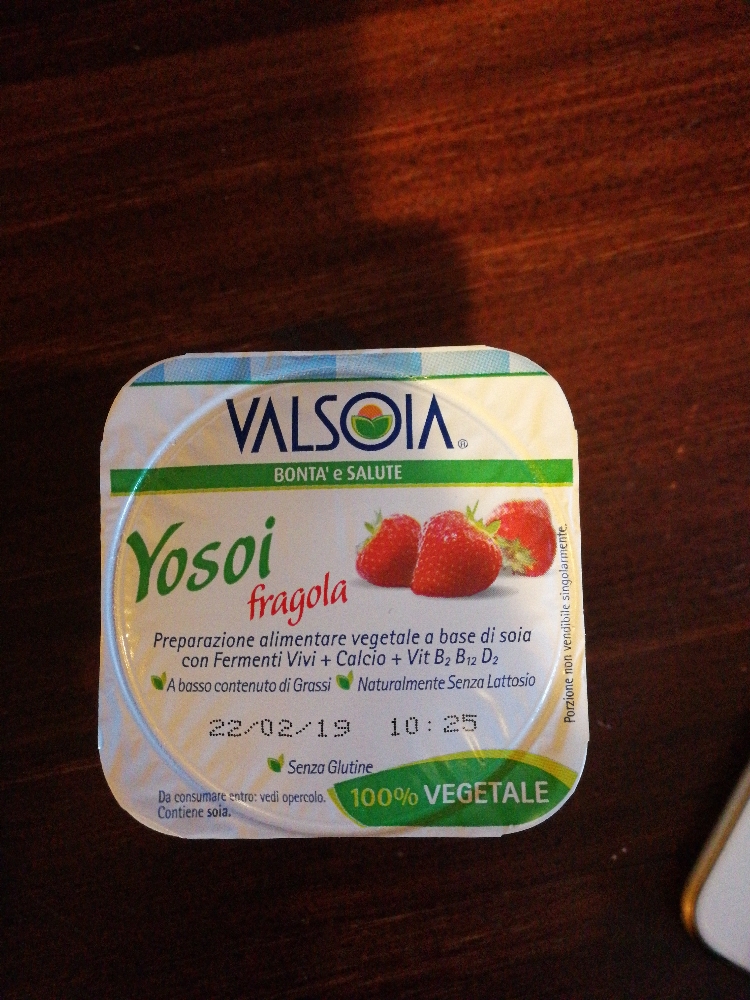 VALSOIA®
BONTA' e SALUTE
Yosoi
fragola
Preparazione alimentare vegetale a base di soia
con Fermenti Vivi + Calcio + Vit B₂ B₁₂ D₂
A basso contenuto di Grassi Naturalmente Senza Lattosio
22/02/19 10:25
Senza Glutine
Da consumare entro: vedi opercolo.
Contiene soia.
100% VEGETALE
Porzione non vendibile singolarmente.